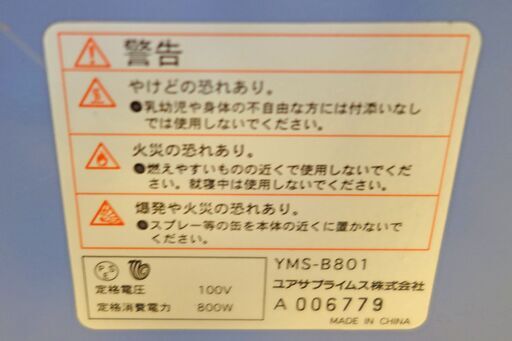 警告
やけどの恐れあり。
●乳幼児や身体の不自由な方には付添いなし
では使用しないでください。
火災の恐れあり。
●燃えやすいものの近くで使用しないでくだ
さい。就寝中は使用しないでください。
爆発や火災の恐れあり。
●スプレー等の缶を本体の近くに置かないで
ください。
PSE
定格電圧 100V
定格消費電力 800W
YMS-B801
ユアサプライムス株式会社
A 006779
MADE IN CHINA